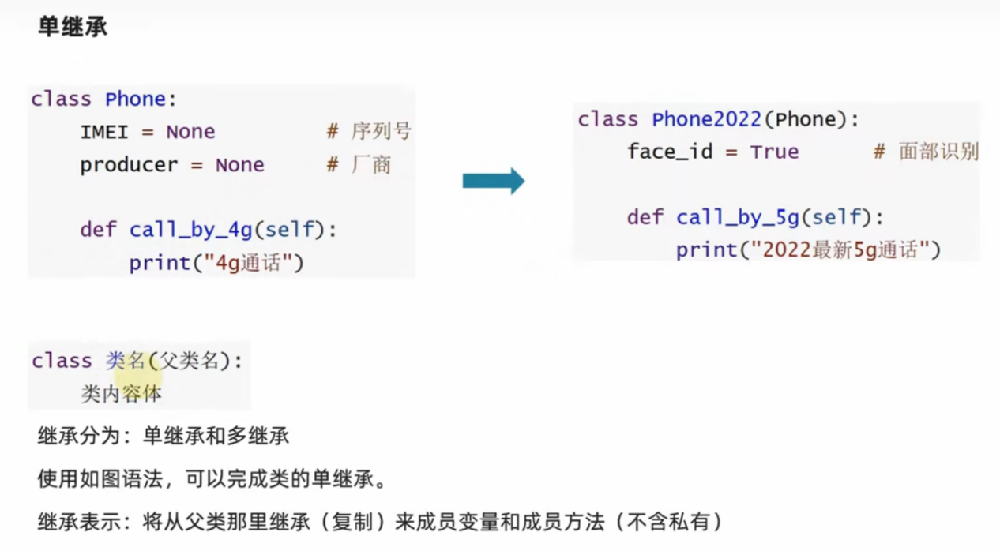 单继承
class Phone:
    IMEI = None         # 序列号
    producer = None     # 厂商
    def call_by_4g(self):
        print("4g通话")
class Phone2022(Phone):
    face_id = True      # 面部识别
    def call_by_5g(self):
        print("2022最新5g通话")
class 类名(父类名):
    类内容体
继承分为：单继承和多继承
使用如图语法，可以完成类的单继承。
继承表示：将从父类那里继承（复制）来成员变量和成员方法（不含私有）